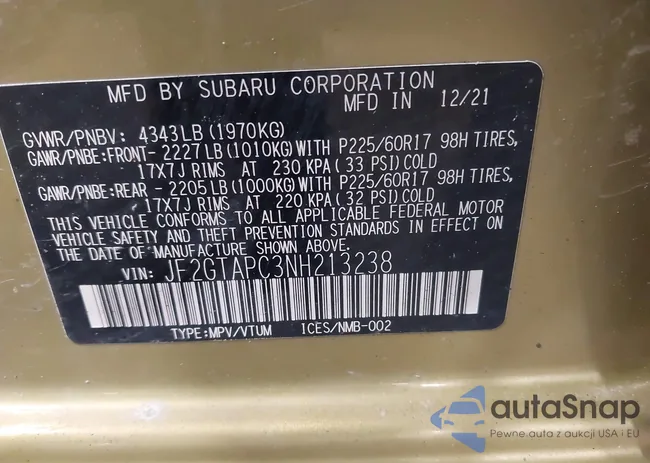 MFD BY SUBARU CORPORATION
MFD IN 12/21
GVWR/PNBV: 4343LB (1970KG)
GAWR/PNBE:FRONT- 2227LB (1010KG) WITH P225/60R17 98H TIRES,
17X7J RIMS AT 230 KPA (33 PSI) COLD
GAWR/PNBE:REAR - 2205LB (1000KG) WITH P225/60R17 98H TIRES,
17X7J RIMS AT 220 KPA (32 PSI) COLD
THIS VEHICLE CONFORMS TO ALL APPLICABLE FEDERAL MOTOR
VEHICLE SAFETY AND THEFT PREVENTION STANDARDS IN EFFECT ON
THE DATE OF MANUFACTURE SHOWN ABOVE.
VIN: JF2GTAPC3NH213238
TYPE:MPV/VTUM ICES/NMB-002
autaSnap
Pewne auta z aukcji USA i EU